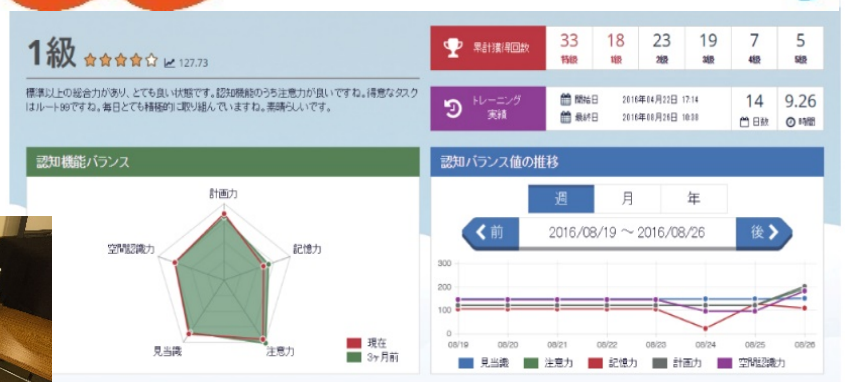 1級 127.73
標準以上の総合力があり、とても良い状態です。認知機能のうち注意力が良いですね。得意なタスク
はルート99ですね。毎日とても積極的に取り組んでいますね。素晴らしいです。
33 18 23 19 7 5
特級 1級 2級 3級 4級 5級
トレーニング
実績
開始日 2016年04月22日 17:14
最終日 2016年08月26日
14 9.26
日数 時間
認知機能バランス
計画力
空間認識力
記憶力
見当識
注意力
現在
3ヶ月前
認知バランス値の推移
週 月 年
前 2016/08/19 ～ 2016/08/26 後
300
200
100
0
08/19 08/20 08/21 08/22 08/23 08/24 08/25 08/26
見当識 注意力 記憶力 計画力 空間認識力